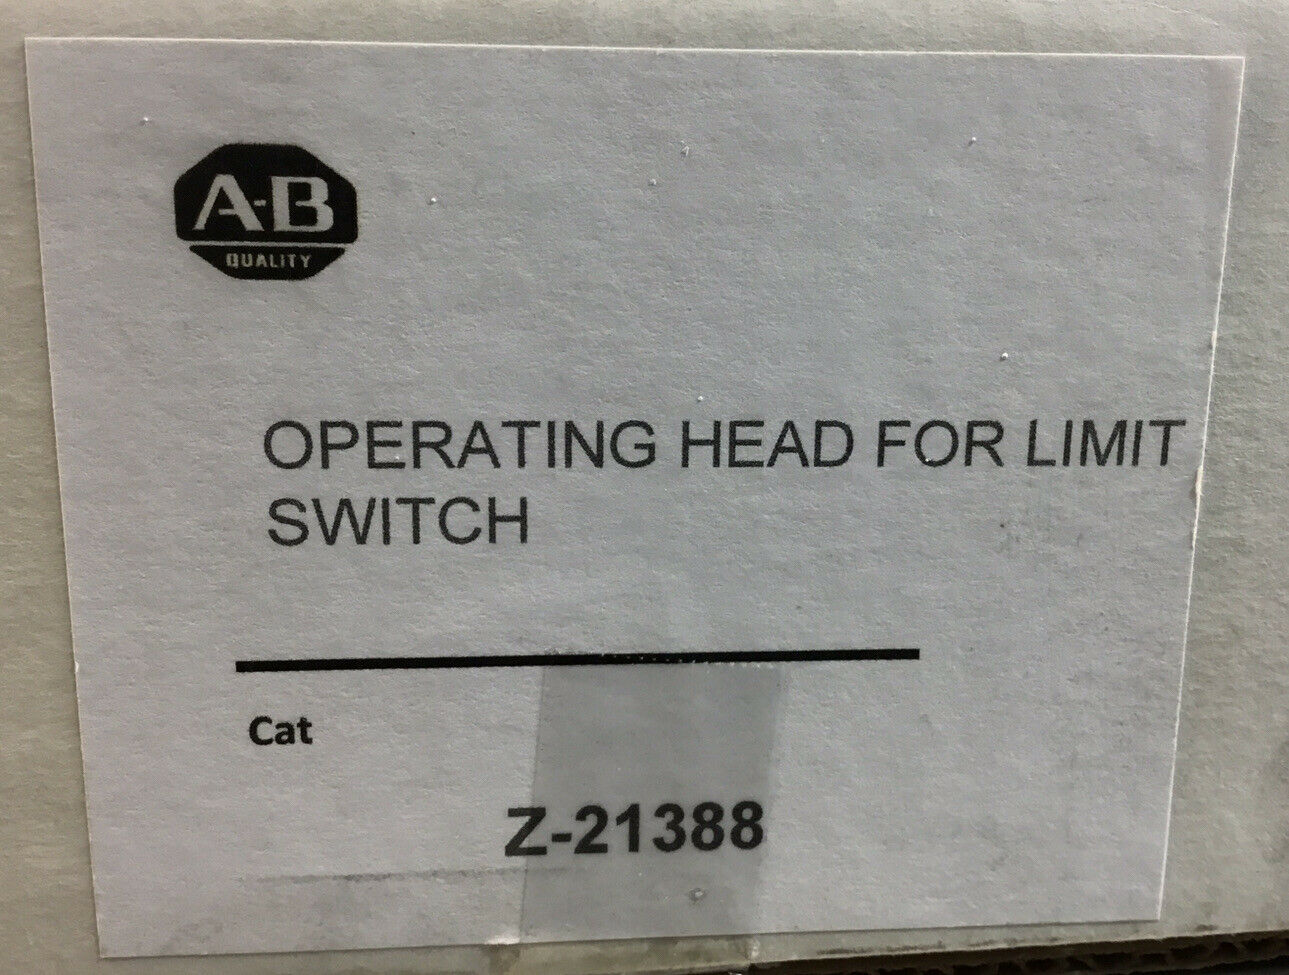 A-B
QUALITY
OPERATING HEAD FOR LIMIT
SWITCH
Cat
Z-21388